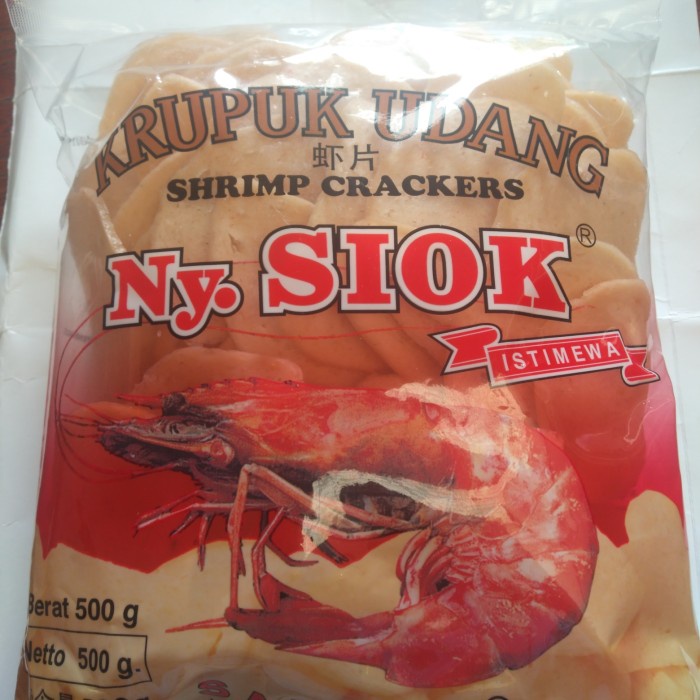 KRUPUK UDANG
虾片
SHRIMP CRACKERS
Ny. SIOK ®
ISTIMEWA
Berat 500 g
Netto 500 g.